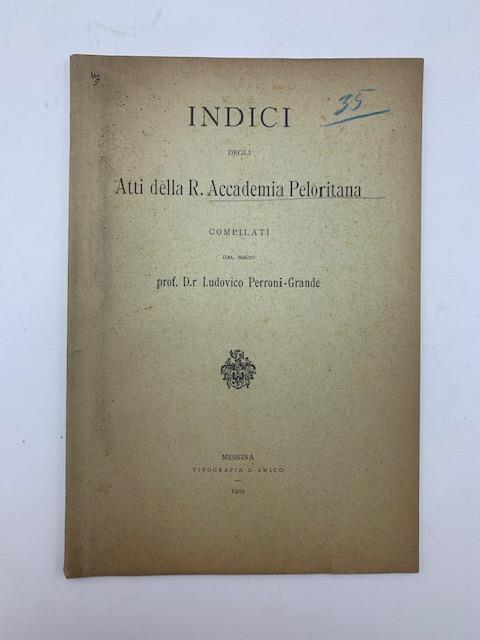 35
INDICI
DEGLI
Atti della R. Accademia Peloritana
COMPILATI
DAL SOCIO
prof. D.r Ludovico Perroni-Grande
MESSINA
TIPOGRAFIA D'AMICO
1903